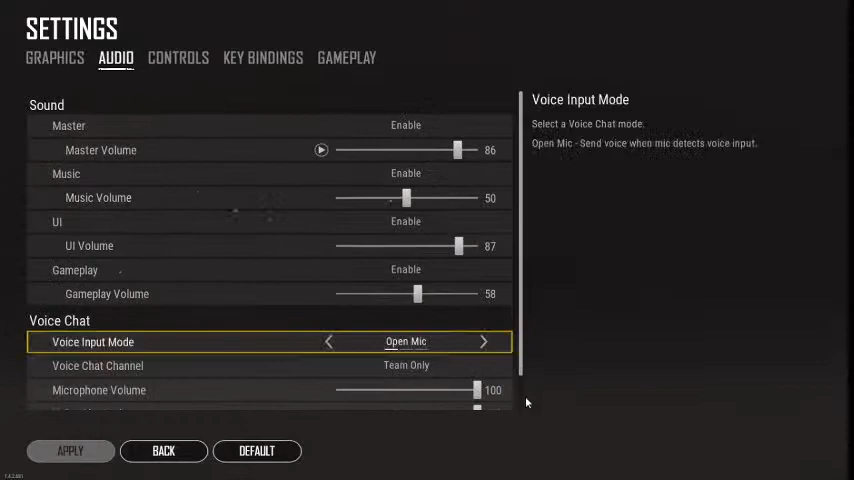 SETTINGS
GRAPHICS AUDIO CONTROLS KEY BINDINGS GAMEPLAY
Sound
Master Enable
Master Volume 86
Music Enable
Music Volume 50
UI Enable
UI Volume 87
Gameplay Enable
Gameplay Volume 58
Voice Chat
Voice Input Mode Open Mic
Voice Chat Channel Team Only
Microphone Volume 100
Voice Input Mode
Select a Voice Chat mode.
Open Mic - Send voice when mic detects voice input.
APPLY BACK DEFAULT